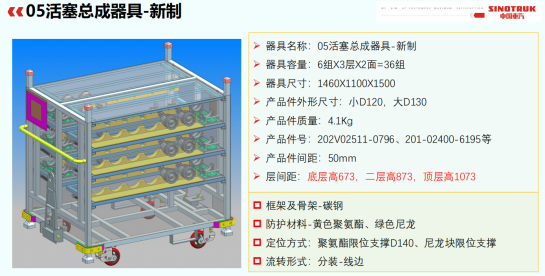 05活塞总成器具-新制
SINOTRUK
中国重汽
器具名称：05活塞总成器具-新制
器具容量：6组X3层X2面=36组
器具尺寸：1460X1100X1500
产品件外形尺寸：小D120，大D130
产品件质量：4.1Kg
产品件号：202V02511-0796、201-02400-6195等
产品件间距：50mm
层间距：底层高673，二层高873，顶层高1073
框架及骨架-碳钢
防护材料-黄色聚氨酯、绿色尼龙
定位方式：聚氨酯限位支撑D140、尼龙块限位支撑
流转形式：分装-线边